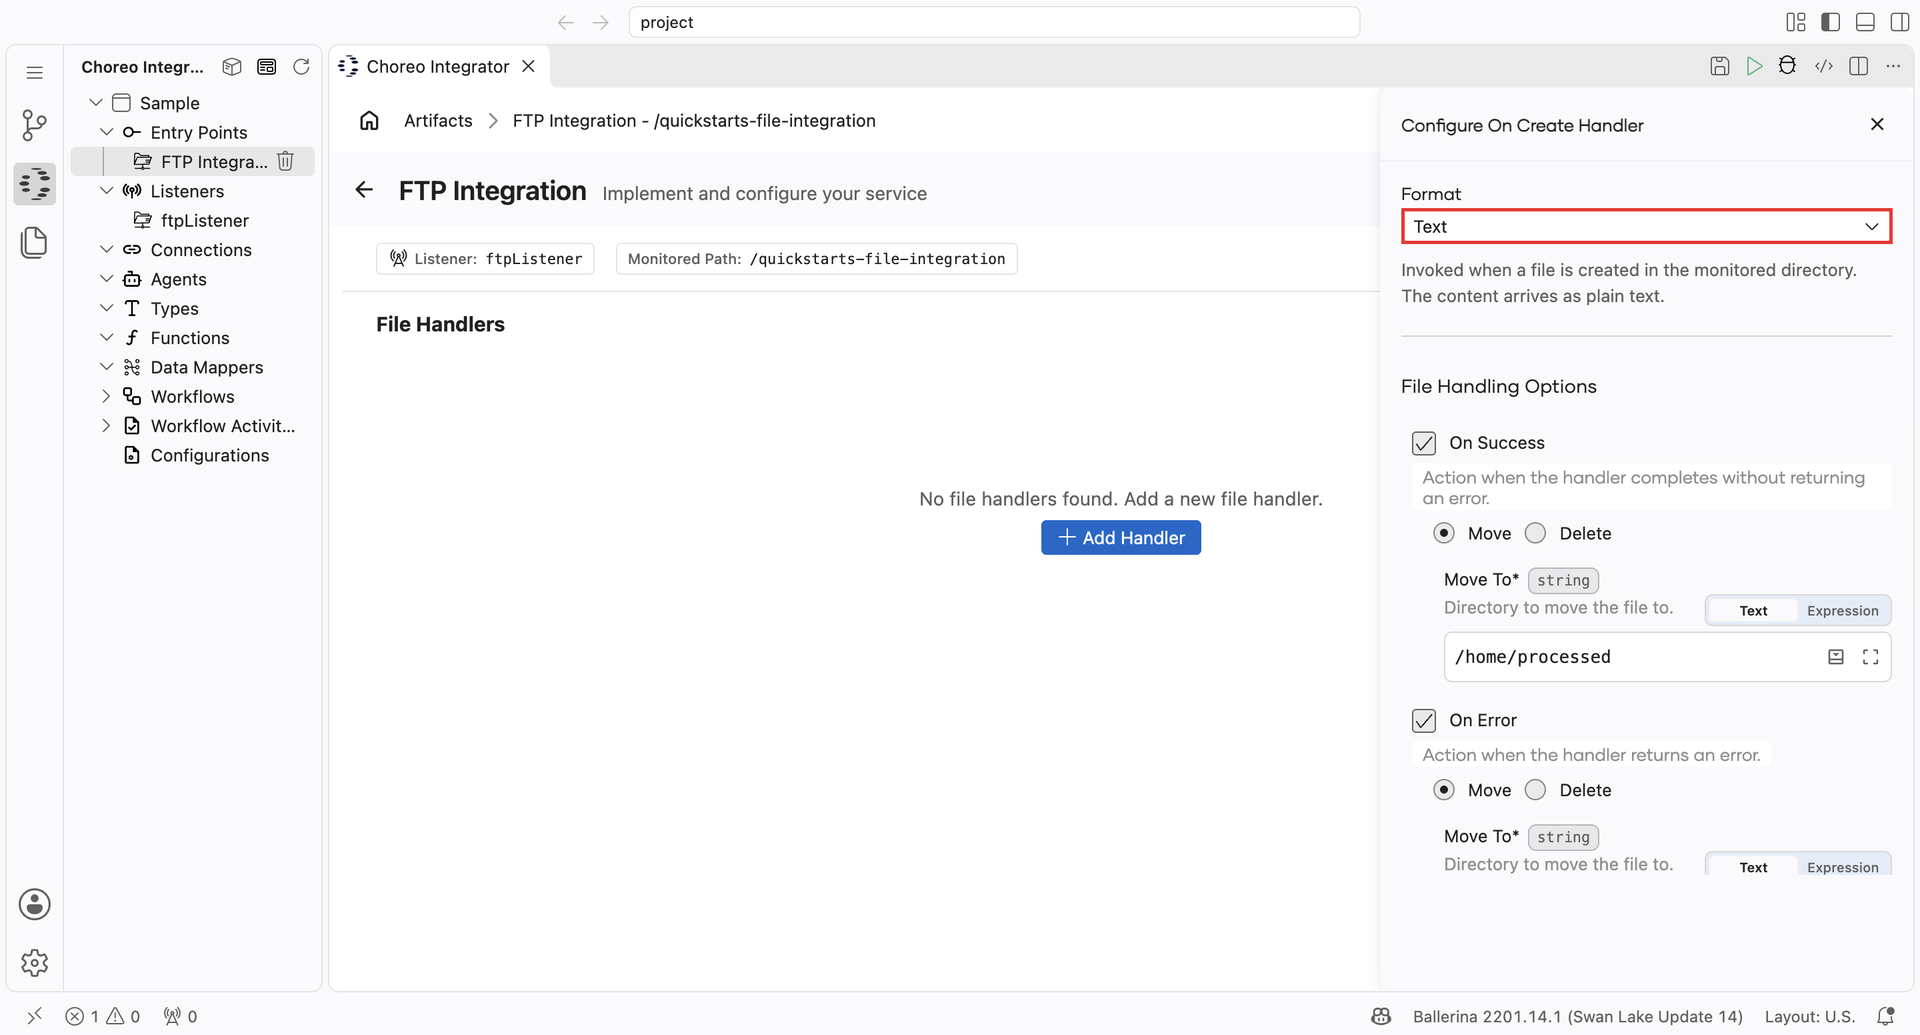 project
Choreo Integr...
Sample
Entry Points
FTP Integra...
Listeners
ftpListener
Connections
Agents
Types
Functions
Data Mappers
Workflows
Workflow Activit...
Configurations
Choreo Integrator
Artifacts
FTP Integration - /quickstarts-file-integration
FTP Integration Implement and configure your service
Listener: ftpListener
Monitored Path: /quickstarts-file-integration
File Handlers
No file handlers found. Add a new file handler.
Add Handler
Configure On Create Handler
Format
Text
Invoked when a file is created in the monitored directory.
The content arrives as plain text.
File Handling Options
On Success
Action when the handler completes without returning
an error.
Move Delete
Move To* string
Directory to move the file to.
Text Expression
/home/processed
On Error
Action when the handler returns an error.
Move Delete
Move To* string
Directory to move the file to.
Text Expression
1 0 0
Ballerina 2201.14.1 (Swan Lake Update 14) Layout: U.S.